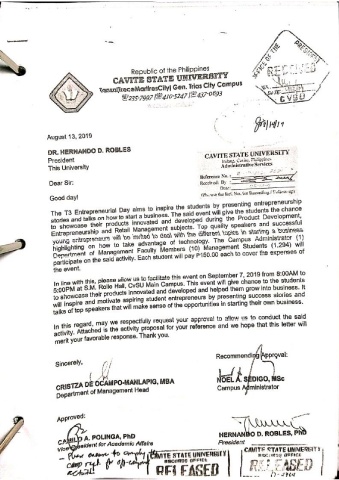 Republic of the Philippines
CAVITE STATE UNIVERSITY
Tanza|TreceMartiresCity| Gen. Trias City Campus
☎235-7997 | ☎410-5247 | ☎437-0693
OFFICE OF THE PRESIDENT
RECEIVED
CVSU
August 13, 2019
DR. HERNANDO D. ROBLES
President
This University
CAVITE STATE UNIVERSITY
Indang, Cavite, Philippines
Administrative Services
Reference No.
Received By
Date
Dear Sir:
Good day!
The T3 Entrepreneurial Day aims to inspire the students by presenting entrepreneurship
stories and talks on how to start a business. The said event will give the students the chance
to showcase their products innovated and developed during the Product Development,
Entrepreneurship and Retail Management subjects. Top quality speakers and successful
young entrepreneurs will be invited to deal with the different topics in starting a business
highlighting on how to take advantage of technology. The Campus Administrator (1)
Department of Management Faculty Members (10) Management Students (1,294) will
participate on the said activity. Each student will pay ₱150.00 each to cover the expenses of
the event.
In line with this, please allow us to facilitate this event on September 7, 2019 from 8:00AM to
5:00PM at S.M. Rolle Hall, CvSU Main Campus. This event will give chance to the students
to showcase their products innovated and developed and helped them grow into business. It
will inspire and motivate aspiring student entrepreneurs by presenting success stories and
talks of top speakers that will make sense of the opportunities in starting their own business.
In this regard, may we respectfully request your approval to allow us to conduct the said
activity. Attached is the activity proposal for your reference and we hope that this letter will
merit your favorable response. Thank you.
Sincerely,
Recommending Approval:
CRISTZA DE OCAMPO-MANLAPIG, MBA
Department of Management Head
NOEL A. SEDIGO, MSc
Campus Administrator
Approved:
CAMILO A. POLINGA, PhD
Vice President for Academic Affairs
HERNANDO D. ROBLES, PhD
President
CAVITE STATE UNIVERSITY
RECORDS OFFICE
RELEASED
CAVITE STATE UNIVERSITY
RECORDS OFFICE
RELEASED